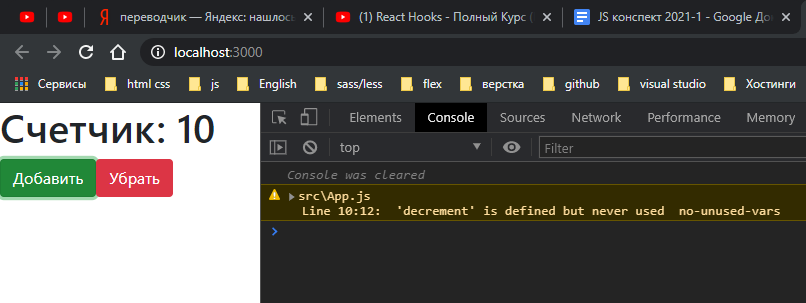 переводчик — Яндекс: нашлось
(1) React Hooks - Полный Курс (
JS конспект 2021-1 - Google До
localhost:3000
Сервисы html css js English sass/less flex верстка github visual studio Хостинги
Счетчик: 10
Добавить Убрать
Elements Console Sources Network Performance Memory
top Filter
Console was cleared
src\App.js
Line 10:12: 'decrement' is defined but never used no-unused-vars